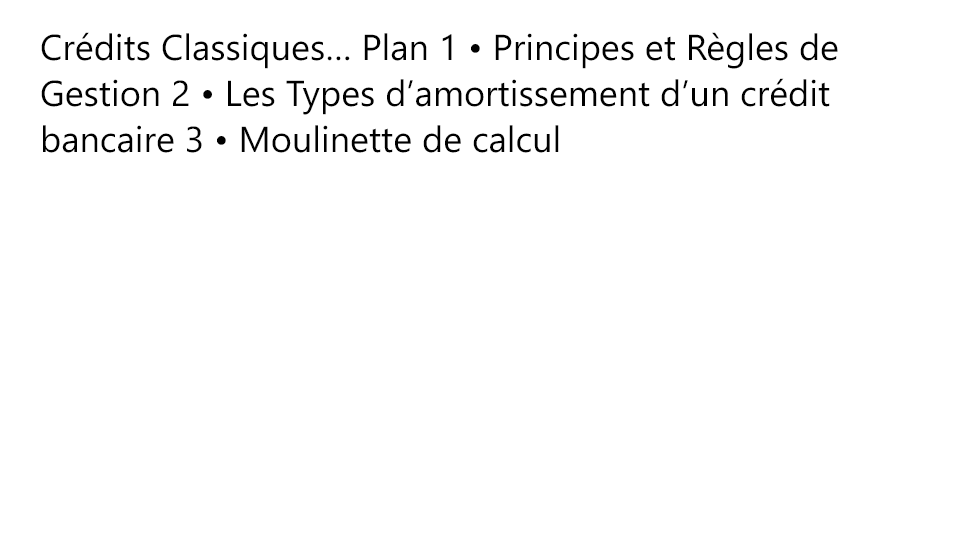 Crédits Classiques… Plan 1 • Principes et Règles de
Gestion 2 • Les Types d’amortissement d’un crédit
bancaire 3 • Moulinette de calcul